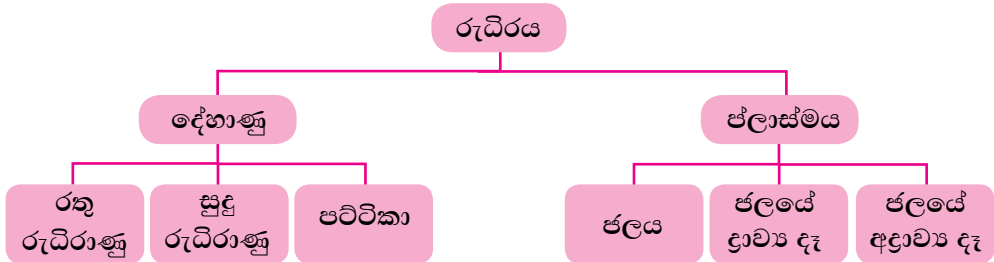 රුධිරය
දේහාණු
ප්ලාස්මය
රතු
රුධිරාණු
සුදු
රුධිරාණු
පට්ටිකා
ජලය
ජලයේ
ද්‍රාව්‍ය දෑ
ජලයේ
අද්‍රාව්‍ය දෑ